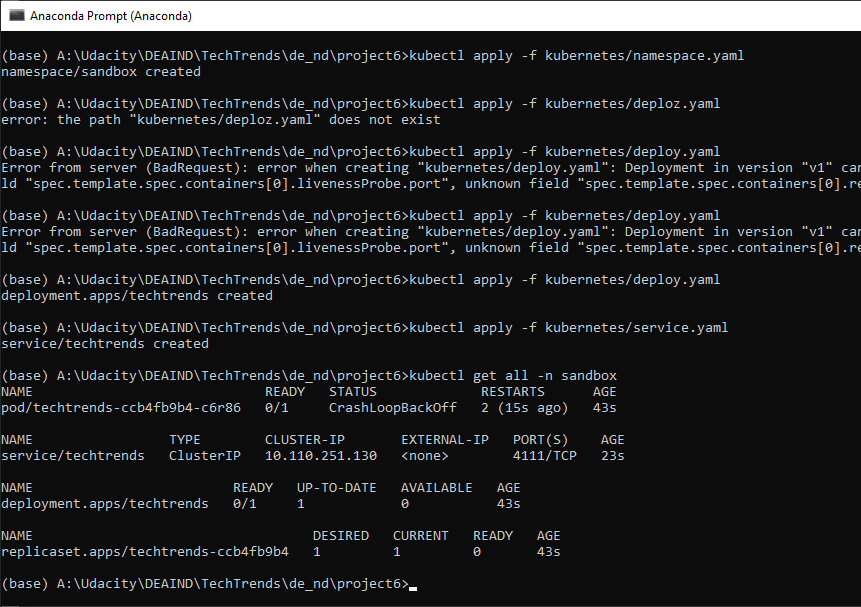 Anaconda Prompt (Anaconda)
(base) A:\Udacity\DEAIND\TechTrends\de_nd\project6>kubectl apply -f kubernetes/namespace.yaml
namespace/sandbox created
(base) A:\Udacity\DEAIND\TechTrends\de_nd\project6>kubectl apply -f kubernetes/deploz.yaml
error: the path "kubernetes/deploz.yaml" does not exist
(base) A:\Udacity\DEAIND\TechTrends\de_nd\project6>kubectl apply -f kubernetes/deploy.yaml
Error from server (BadRequest): error when creating "kubernetes/deploy.yaml": Deployment in version "v1" can
ld "spec.template.spec.containers[0].livenessProbe.port", unknown field "spec.template.spec.containers[0].re
(base) A:\Udacity\DEAIND\TechTrends\de_nd\project6>kubectl apply -f kubernetes/deploy.yaml
Error from server (BadRequest): error when creating "kubernetes/deploy.yaml": Deployment in version "v1" can
ld "spec.template.spec.containers[0].livenessProbe.port", unknown field "spec.template.spec.containers[0].re
(base) A:\Udacity\DEAIND\TechTrends\de_nd\project6>kubectl apply -f kubernetes/deploy.yaml
deployment.apps/techtrends created
(base) A:\Udacity\DEAIND\TechTrends\de_nd\project6>kubectl apply -f kubernetes/service.yaml
service/techtrends created
(base) A:\Udacity\DEAIND\TechTrends\de_nd\project6>kubectl get all -n sandbox
NAME READY STATUS RESTARTS AGE
pod/techtrends-ccb4fb9b4-c6r86 0/1 CrashLoopBackOff 2 (15s ago) 43s
NAME TYPE CLUSTER-IP EXTERNAL-IP PORT(S) AGE
service/techtrends ClusterIP 10.110.251.130 <none> 4111/TCP 23s
NAME READY UP-TO-DATE AVAILABLE AGE
deployment.apps/techtrends 0/1 1 0 43s
NAME DESIRED CURRENT READY AGE
replicaset.apps/techtrends-ccb4fb9b4 1 1 0 43s
(base) A:\Udacity\DEAIND\TechTrends\de_nd\project6>